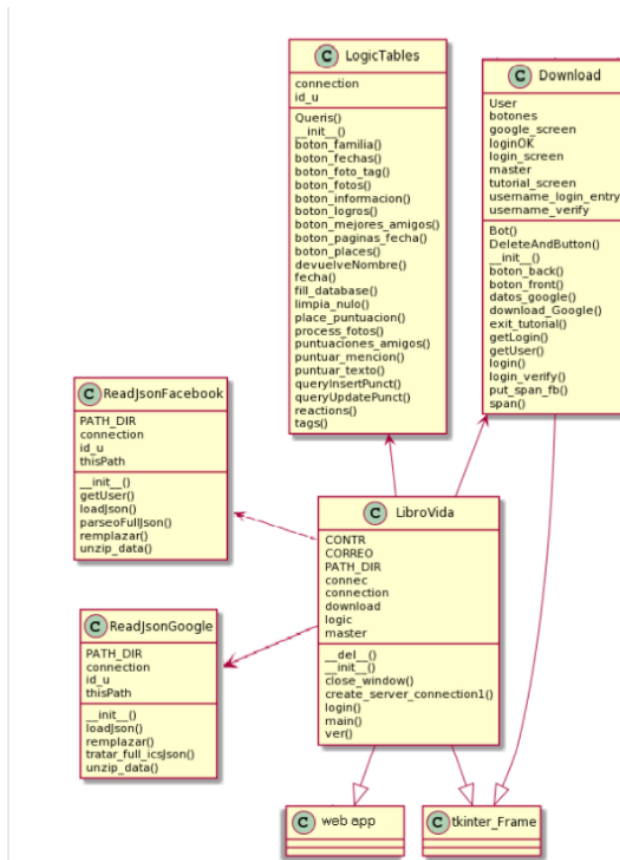 C LogicTables
connection
id_u
Queris()
__init__()
boton_familia()
boton_fechas()
boton_foto_tag()
boton_fotos()
boton_informacion()
boton_logros()
boton_mejores_amigos()
boton_paginas_fecha()
boton_places()
devuelveNombre()
fecha()
fill_database()
limpia_nulo()
place_puntuacion()
process_fotos()
puntuaciones_amigos()
puntuar_mencion()
puntuar_texto()
queryInsertPunct()
queryUpdatePunct()
reactions()
tags()
C Download
User
botones
google_screen
loginOK
login_screen
master
tutorial_screen
username_login_entry
username_verify
Bot()
DeleteAndButton()
__init__()
boton_back()
boton_front()
datos_google()
download_Google()
exit_tutorial()
getLogin()
getUser()
login()
login_verify()
put_span_fb()
span()
C ReadJsonFacebook
PATH_DIR
connection
id_u
thisPath
__init__()
getUser()
loadJson()
parseoFullJson()
remplazar()
unzip_data()
C LibroVida
CONTR
CORREO
PATH_DIR
connec
connection
download
logic
master
__del__()
__init__()
close_window()
create_server_connection1()
login()
main()
ver()
C ReadJsonGoogle
PATH_DIR
connection
id_u
thisPath
__init__()
loadJson()
remplazar()
tratar_full_icsJson()
unzip_data()
C web app
C tkinter_Frame